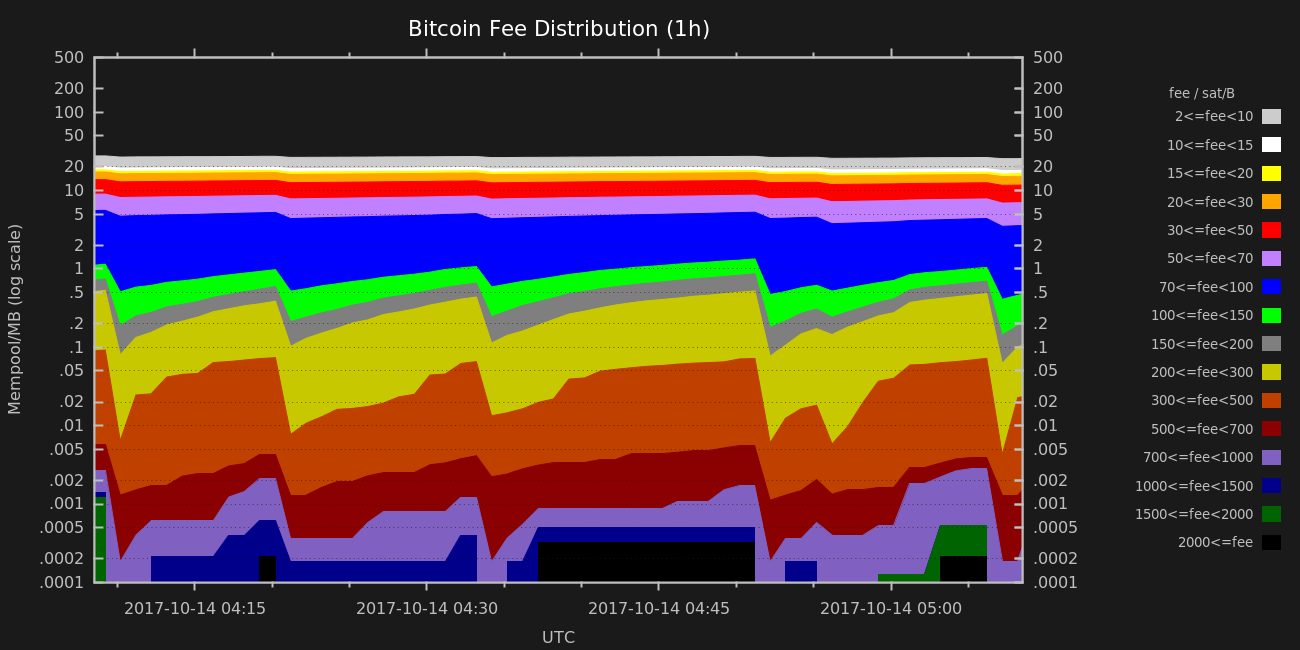 Bitcoin Fee Distribution (1h)
500
200
100
50
20
10
5
2
1
.5
.2
.1
.05
.02
.01
.005
.002
.001
.0005
.0002
.0001
Mempool/MB (log scale)
500
200
100
50
20
10
5
2
1
.5
.2
.1
.05
.02
.01
.005
.002
.001
.0005
.0002
.0001
2017-10-14 04:15
2017-10-14 04:30
2017-10-14 04:45
2017-10-14 05:00
UTC
fee / sat/B
2<=fee<10
10<=fee<15
15<=fee<20
20<=fee<30
30<=fee<50
50<=fee<70
70<=fee<100
100<=fee<150
150<=fee<200
200<=fee<300
300<=fee<500
500<=fee<700
700<=fee<1000
1000<=fee<1500
1500<=fee<2000
2000<=fee